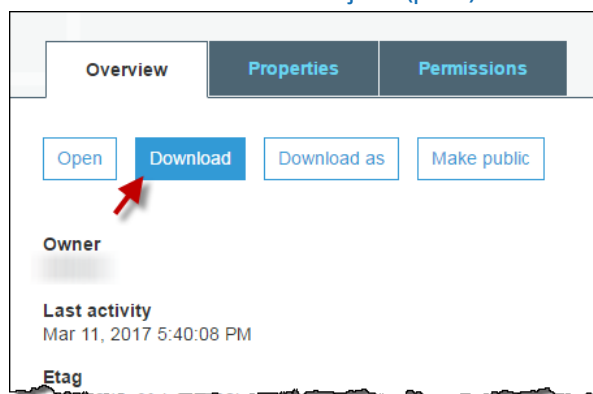 Overview Properties Permissions
Open Download Download as Make public
Owner
Last activity
Mar 11, 2017 5:40:08 PM
Etag